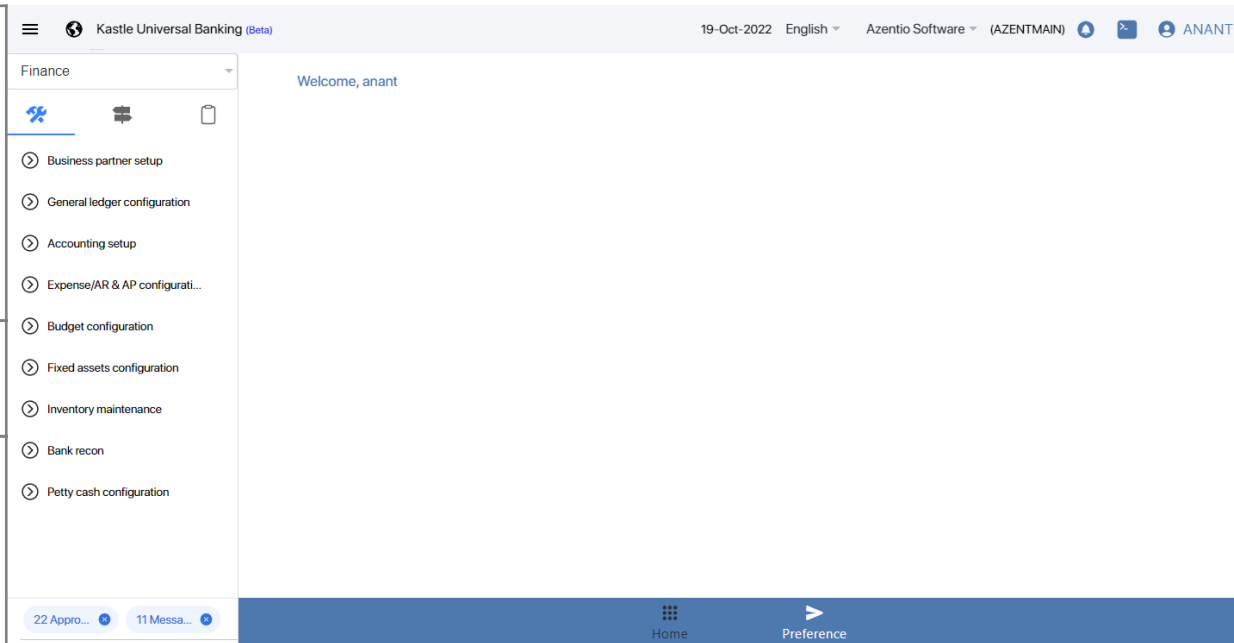 Kastle Universal Banking (Beta)
19-Oct-2022 English Azentio Software (AZENTMAIN) ANANT
Finance
Welcome, anant
Business partner setup
General ledger configuration
Accounting setup
Expense/AR & AP configurati...
Budget configuration
Fixed assets configuration
Inventory maintenance
Bank recon
Petty cash configuration
22 Appro... 11 Messa...
Home Preference